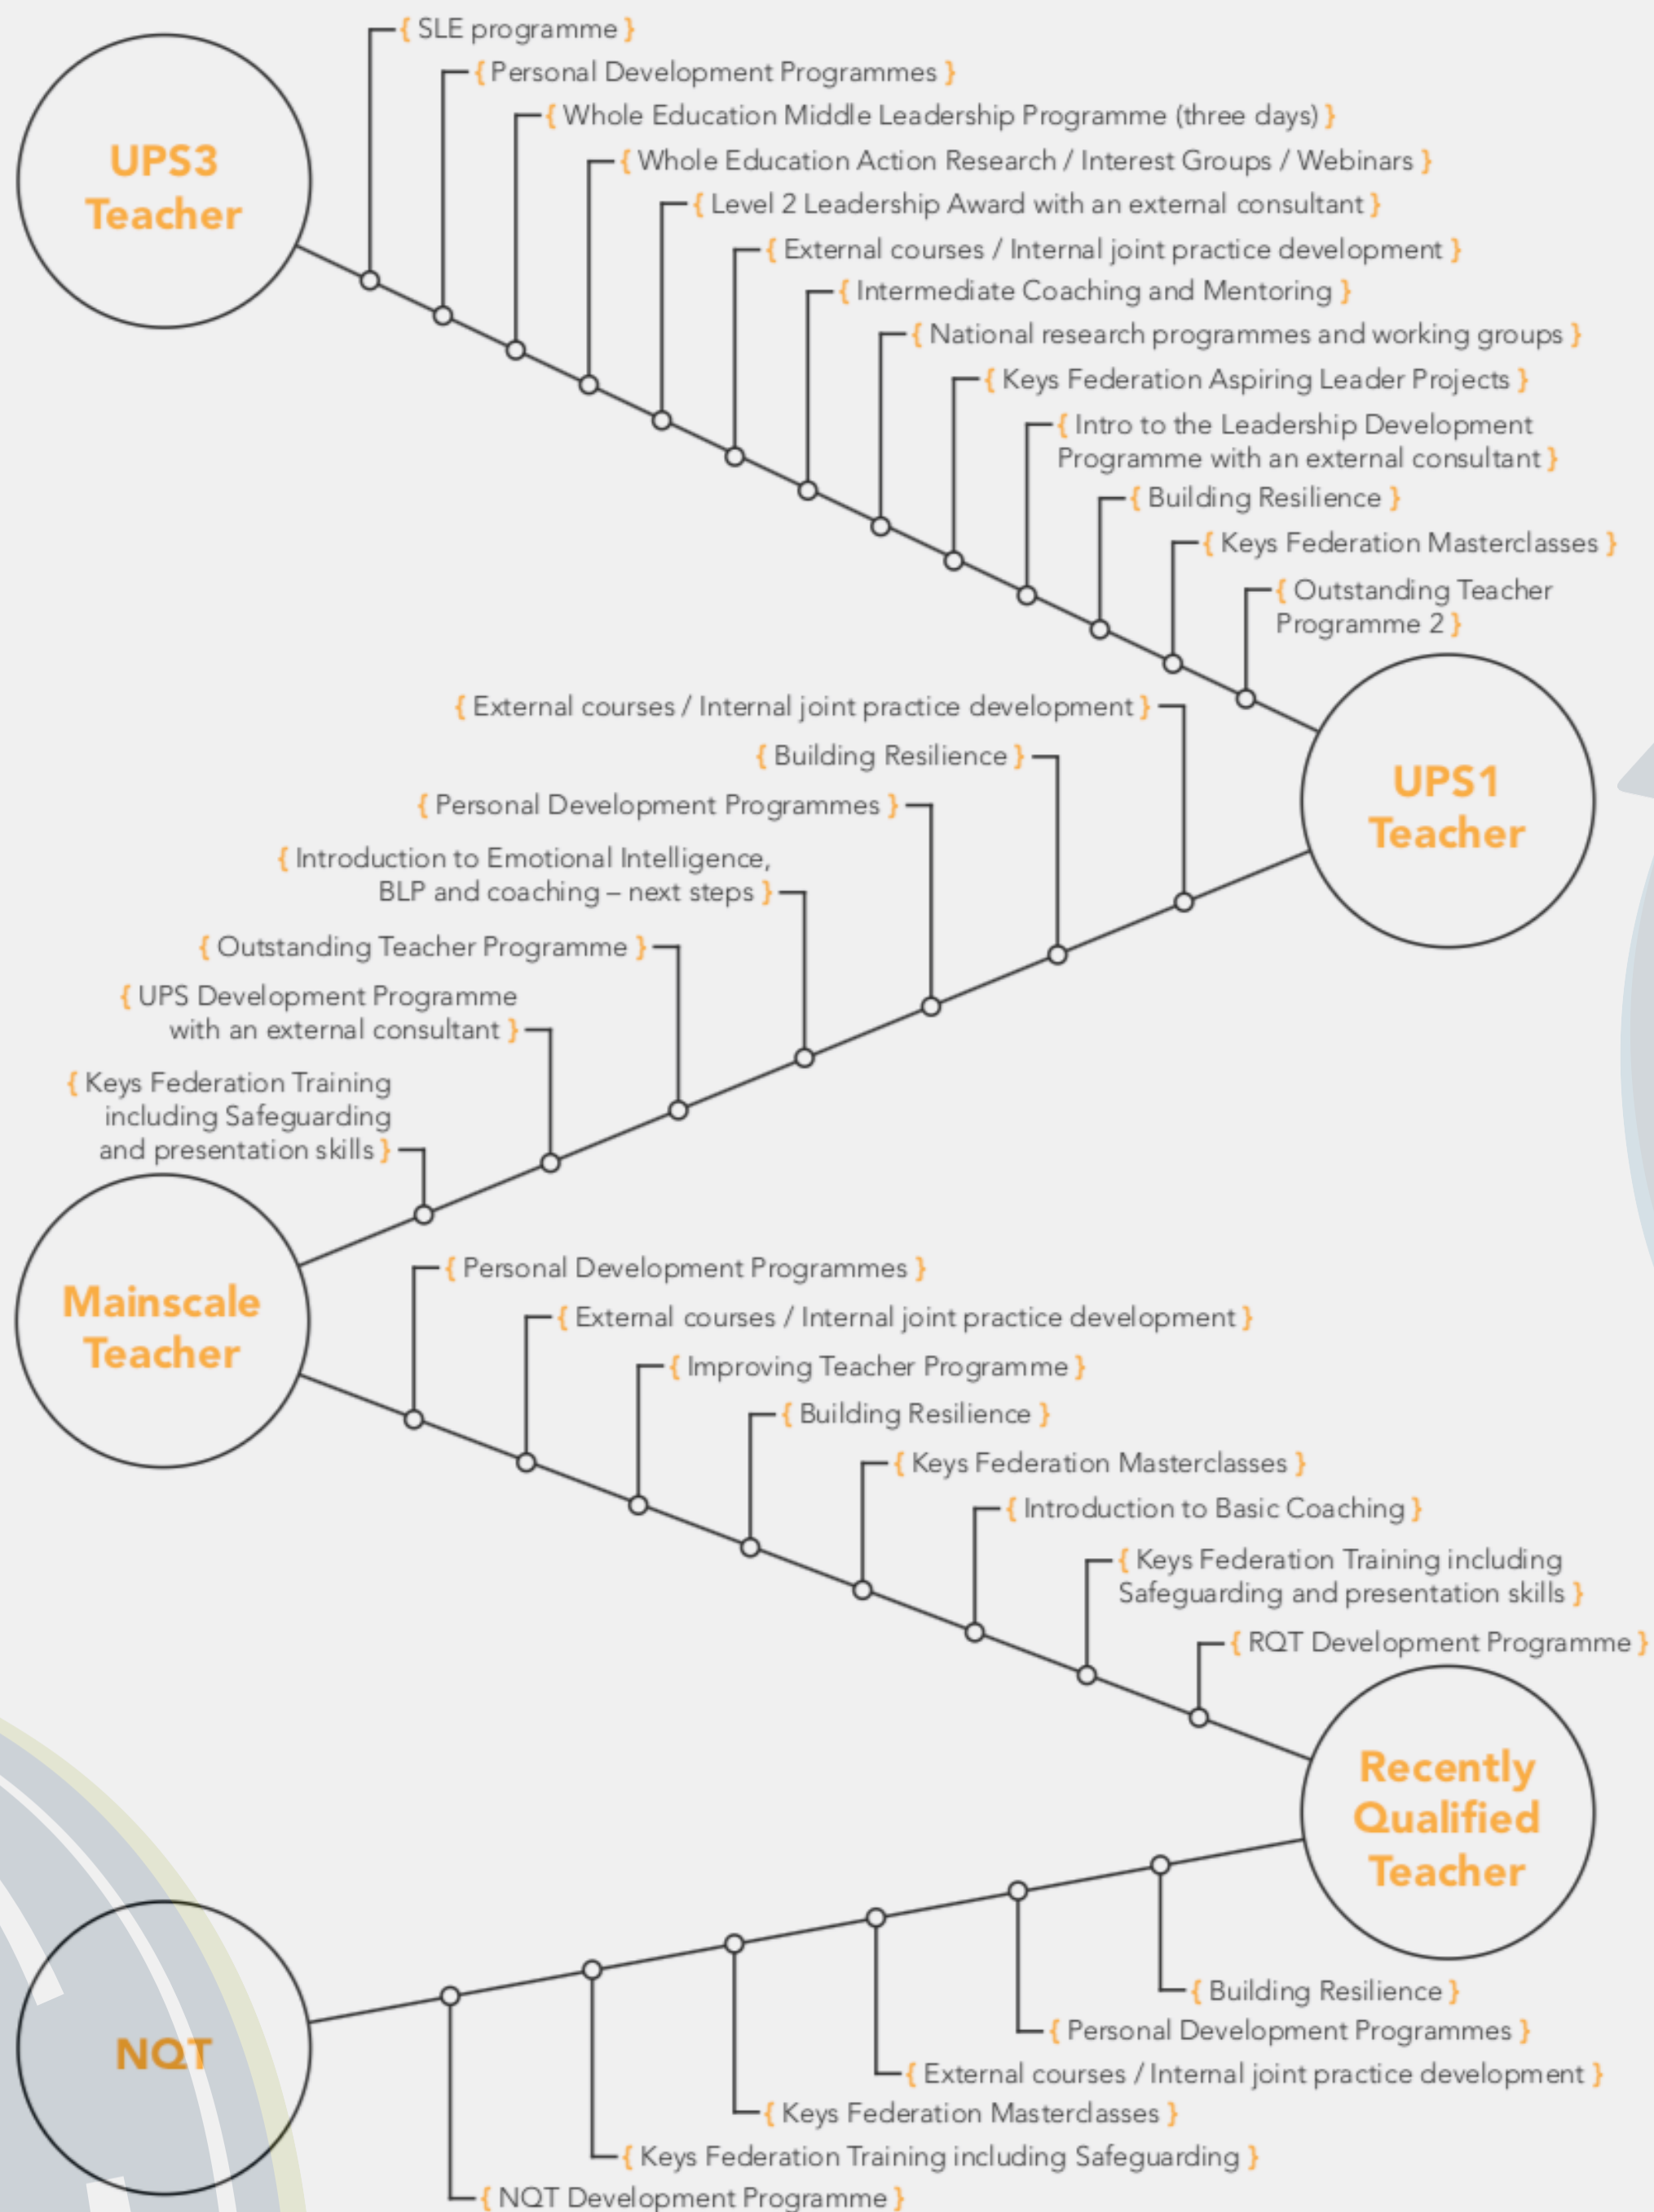 { SLE programme }
{ Personal Development Programmes }
{ Whole Education Middle Leadership Programme (three days) }
UPS3
Teacher
{ Whole Education Action Research / Interest Groups / Webinars }
{ Level 2 Leadership Award with an external consultant }
{ External courses / Internal joint practice development }
{ Intermediate Coaching and Mentoring }
{ National research programmes and working groups }
{ Keys Federation Aspiring Leader Projects }
{ Intro to the Leadership Development
Programme with an external consultant }
{ Building Resilience }
{ Keys Federation Masterclasses }
{ Outstanding Teacher
Programme 2 }
{ External courses / Internal joint practice development }
{ Building Resilience }
UPS1
Teacher
{ Personal Development Programmes }
{ Introduction to Emotional Intelligence,
BLP and coaching – next steps }
{ Outstanding Teacher Programme }
{ UPS Development Programme
with an external consultant }
{ Keys Federation Training
including Safeguarding
and presentation skills }
Mainscale
Teacher
{ Personal Development Programmes }
{ External courses / Internal joint practice development }
{ Improving Teacher Programme }
{ Building Resilience }
{ Keys Federation Masterclasses }
{ Introduction to Basic Coaching }
{ Keys Federation Training including
Safeguarding and presentation skills }
{ RQT Development Programme }
Recently
Qualified
Teacher
NQT
{ Building Resilience }
{ Personal Development Programmes }
{ External courses / Internal joint practice development }
{ Keys Federation Masterclasses }
{ Keys Federation Training including Safeguarding }
{ NQT Development Programme }